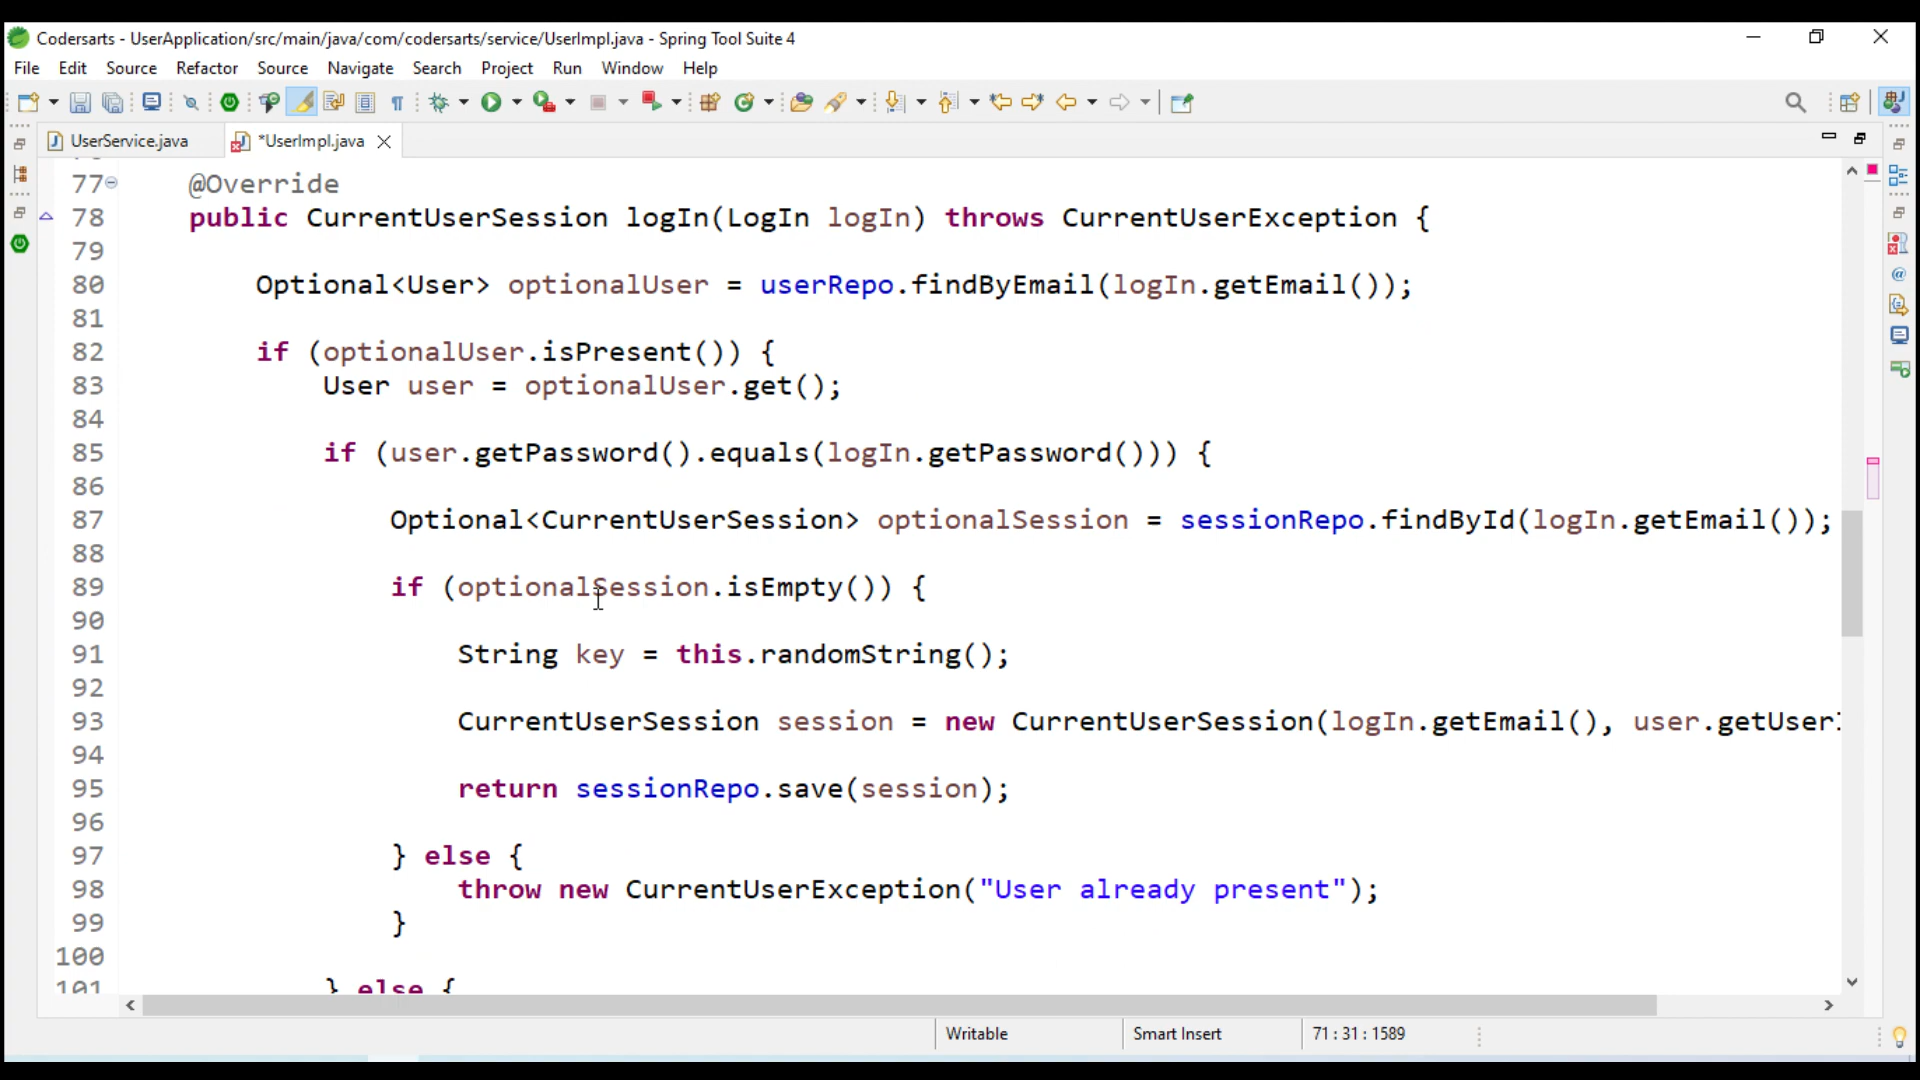 Codersarts - UserApplication/src/main/java/com/codersarts/service/UserImpl.java - Spring Tool Suite 4
File Edit Source Refactor Source Navigate Search Project Run Window Help
UserService.java *UserImpl.java
77 @Override
78 public CurrentUserSession logIn(LogIn logIn) throws CurrentUserException {
79
80 Optional<User> optionalUser = userRepo.findByEmail(logIn.getEmail());
81
82 if (optionalUser.isPresent()) {
83 User user = optionalUser.get();
84
85 if (user.getPassword().equals(logIn.getPassword())) {
86
87 Optional<CurrentUserSession> optionalSession = sessionRepo.findById(logIn.getEmail());
88
89 if (optionalSession.isEmpty()) {
90
91 String key = this.randomString();
92
93 CurrentUserSession session = new CurrentUserSession(logIn.getEmail(), user.getUserI
94
95 return sessionRepo.save(session);
96
97 } else {
98 throw new CurrentUserException("User already present");
99 }
100
101 } else {
Writable Smart Insert 71 : 31 : 1589